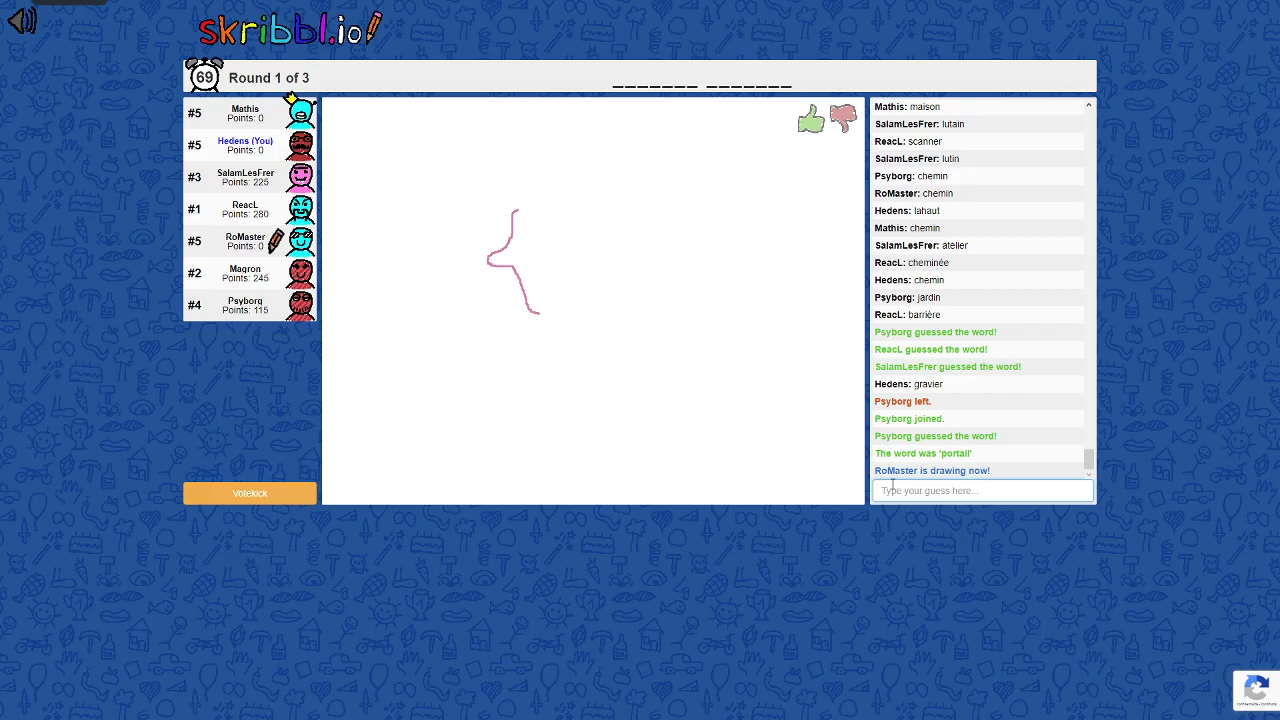 skribbl.io
69
Round 1 of 3
_______ _______
#5
Mathis
Points: 0
#5
Hedens (You)
Points: 0
#3
SalamLesFrer
Points: 225
#1
ReacL
Points: 280
#5
RoMaster
Points: 0
#2
Magron
Points: 245
#4
Psyborg
Points: 115
Votekick
Mathis: maison
SalamLesFrer: lutain
ReacL: scanner
SalamLesFrer: lutin
Psyborg: chemin
RoMaster: chemin
Hedens: lahaut
Mathis: chemin
SalamLesFrer: atelier
ReacL: cheminée
Hedens: chemin
Psyborg: jardin
ReacL: barrière
Psyborg guessed the word!
ReacL guessed the word!
SalamLesFrer guessed the word!
Hedens: gravier
Psyborg left.
Psyborg joined.
Psyborg guessed the word!
The word was 'portail'
RoMaster is drawing now!
Type your guess here...